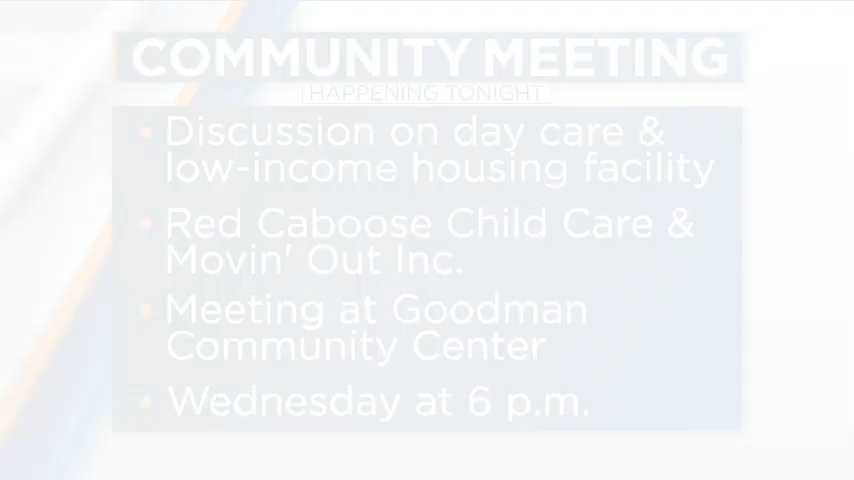 COMMUNITY MEETING
HAPPENING TONIGHT
• Discussion on day care &
low-income housing facility
• Red Caboose Child Care &
Movin' Out Inc.
• Meeting at Goodman
Community Center
• Wednesday at 6 p.m.